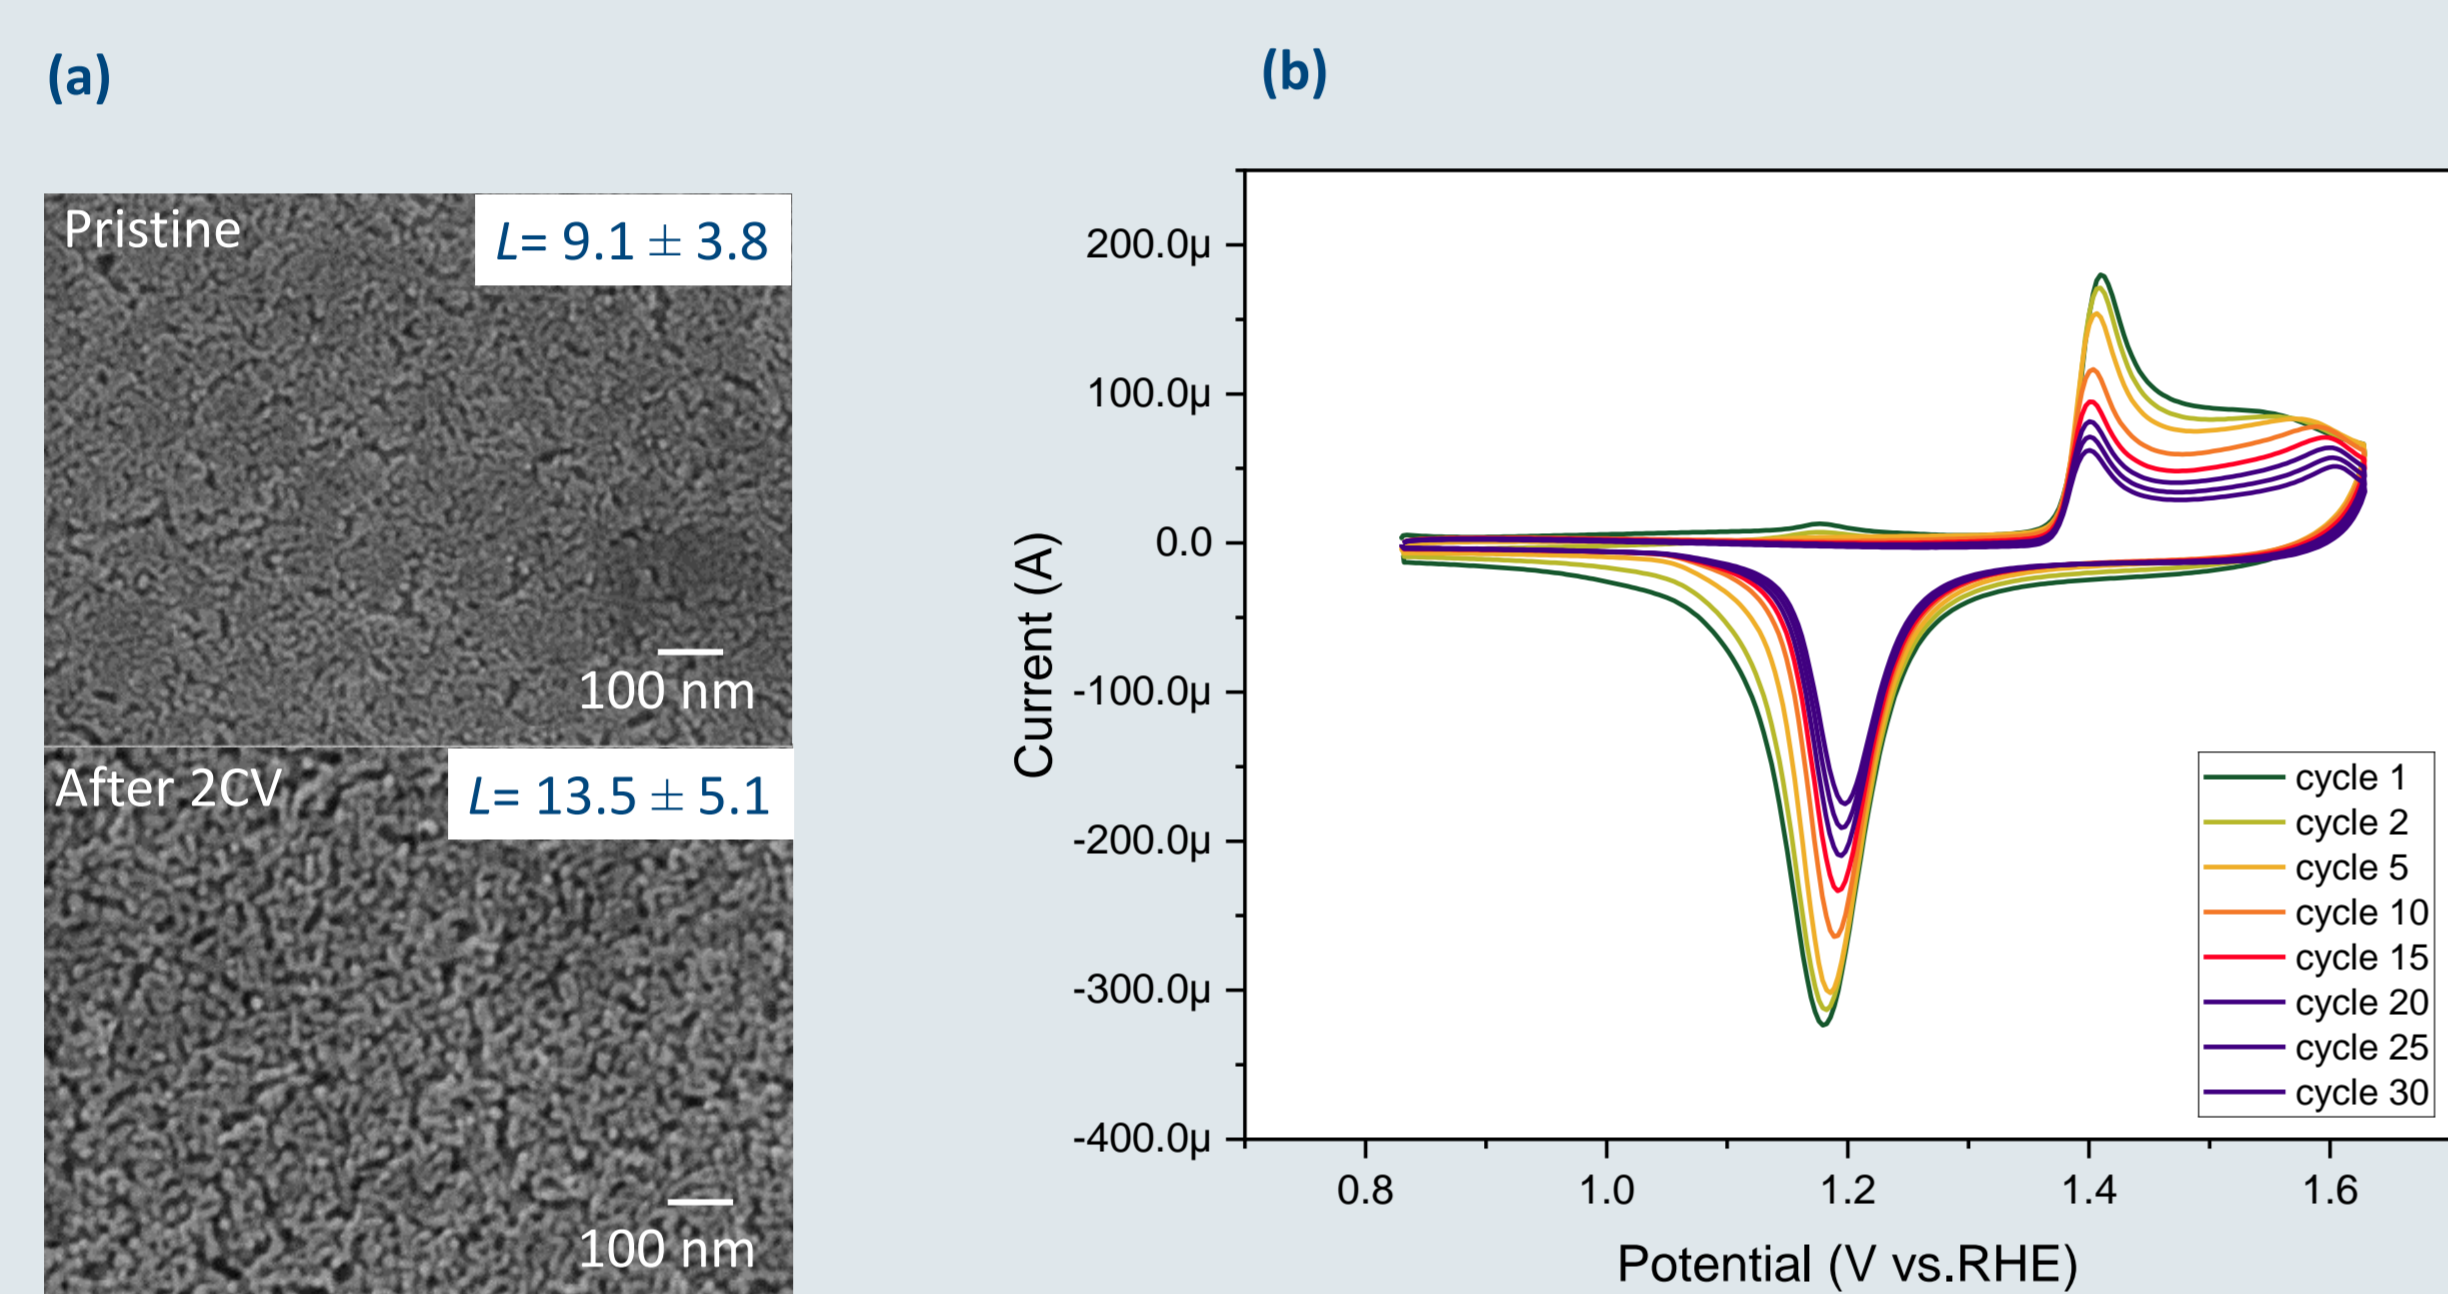 (a)
Pristine
L= 9.1 ± 3.8
100 nm
After 2CV
L= 13.5 ± 5.1
100 nm
(b)
200.0µ
100.0µ
0.0
-100.0µ
-200.0µ
-300.0µ
-400.0µ
Current (A)
0.8 1.0 1.2 1.4 1.6
Potential (V vs.RHE)
cycle 1
cycle 2
cycle 5
cycle 10
cycle 15
cycle 20
cycle 25
cycle 30